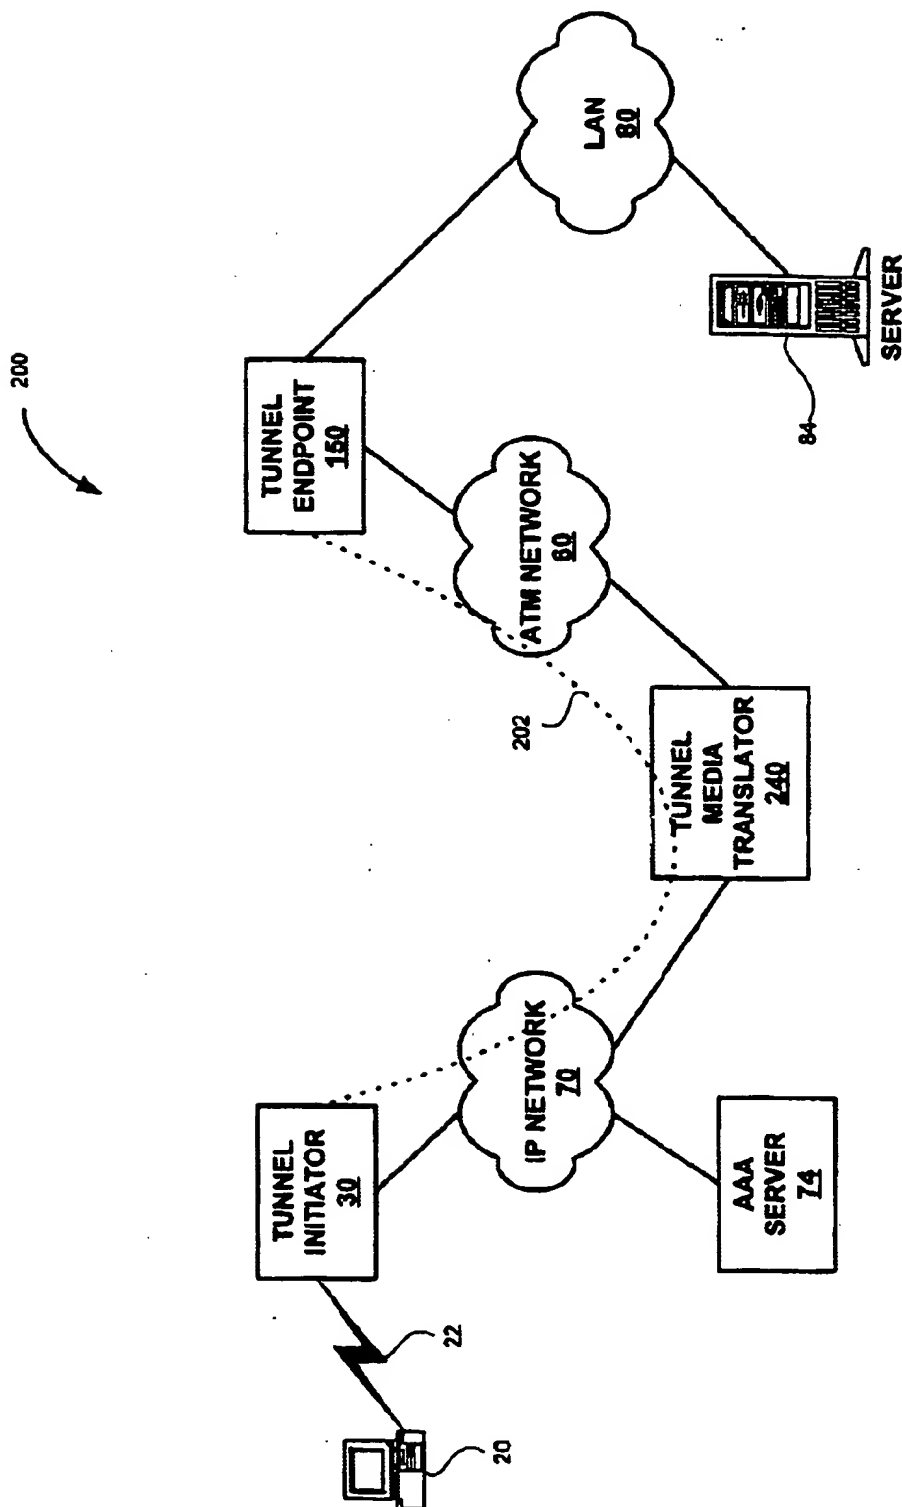 200
20
22
TUNNEL
INITIATOR
30
IP NETWORK
70
AAA
SERVER
74
202
TUNNEL
MEDIA
TRANSLATOR
240
ATM NETWORK
60
TUNNEL
ENDPOINT
150
LAN
80
84
SERVER